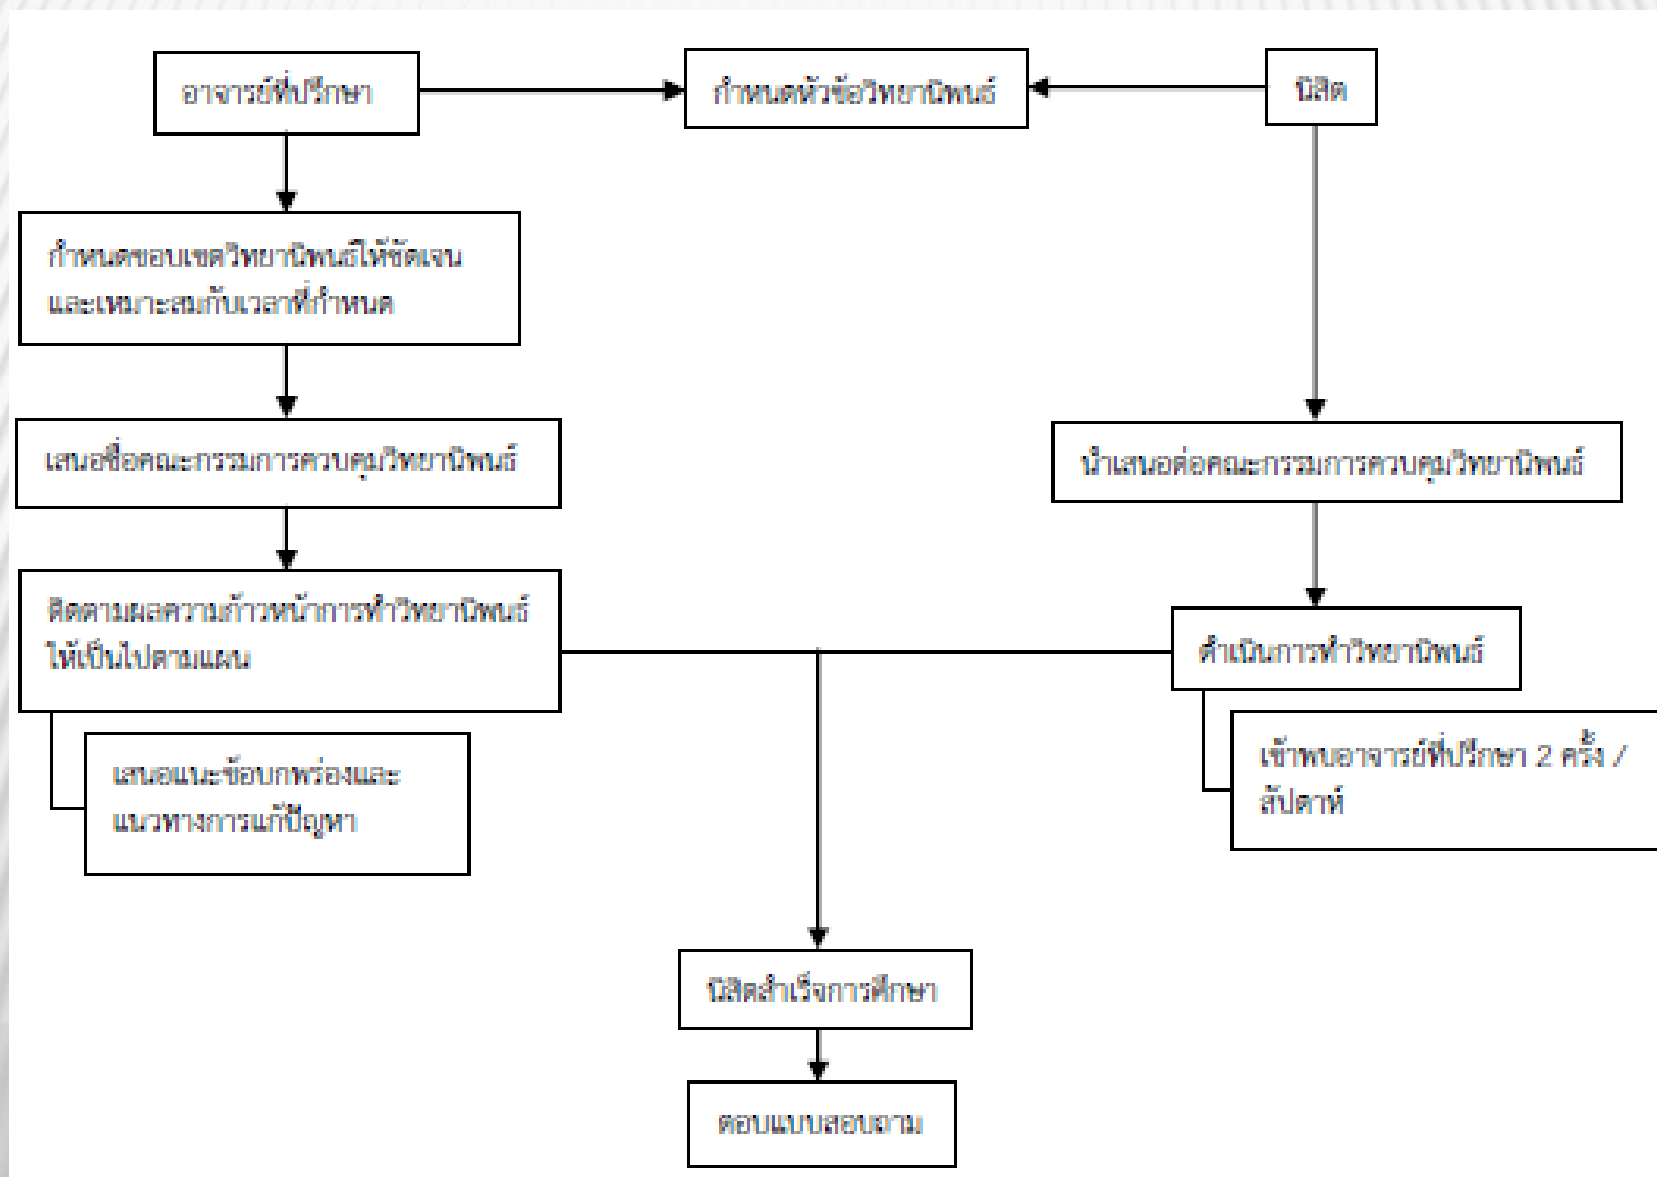 อาจารย์ที่ปรึกษา
กำหนดหัวข้อวิทยานิพนธ์
นิสิต
กำหนดขอบเขตวิทยานิพนธ์ให้ชัดเจน
และเหมาะสมกับเวลาที่กำหนด
เสนอชื่อคณะกรรมการควบคุมวิทยานิพนธ์
นำเสนอต่อคณะกรรมการควบคุมวิทยานิพนธ์
ติดตามผลความก้าวหน้าการทำวิทยานิพนธ์
ให้เป็นไปตามแผน
ดำเนินการทำวิทยานิพนธ์
เสนอแนะข้อบกพร่องและ
แนวทางการแก้ปัญหา
เข้าพบอาจารย์ที่ปรึกษา 2 ครั้ง /
สัปดาห์
นิสิตสำเร็จการศึกษา
ตอบแบบสอบถาม